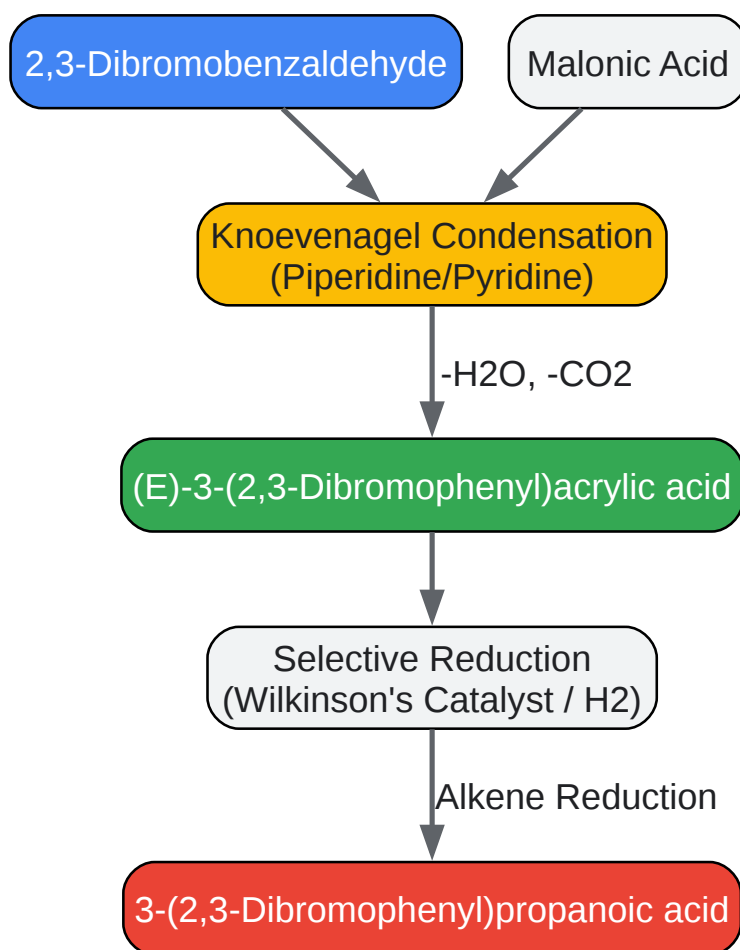 2,3-Dibromobenzaldehyde
Malonic Acid
Knoevenagel Condensation
(Piperidine/Pyridine)
-H2O, -CO2
(E)-3-(2,3-Dibromophenyl)acrylic acid
Selective Reduction
(Wilkinson's Catalyst / H2)
Alkene Reduction
3-(2,3-Dibromophenyl)propanoic acid